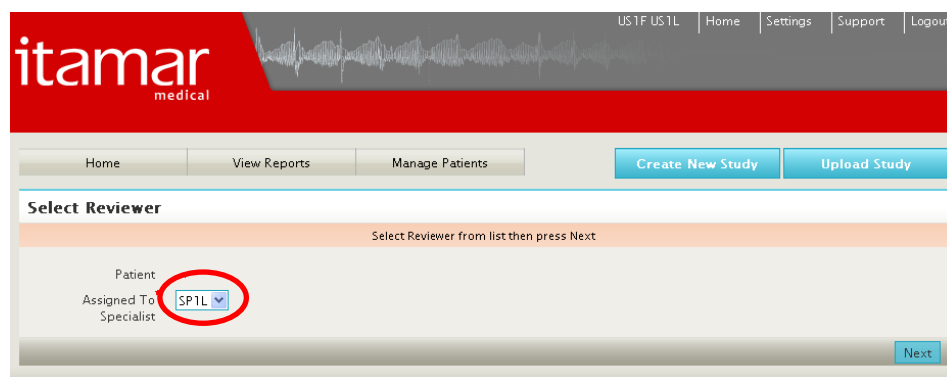 US1F US1L Home Settings Support Logou
itamar
medical
Home View Reports Manage Patients Create New Study Upload Study
Select Reviewer
Select Reviewer from list then press Next
Patient
Assigned To SP1L
Specialist
Next